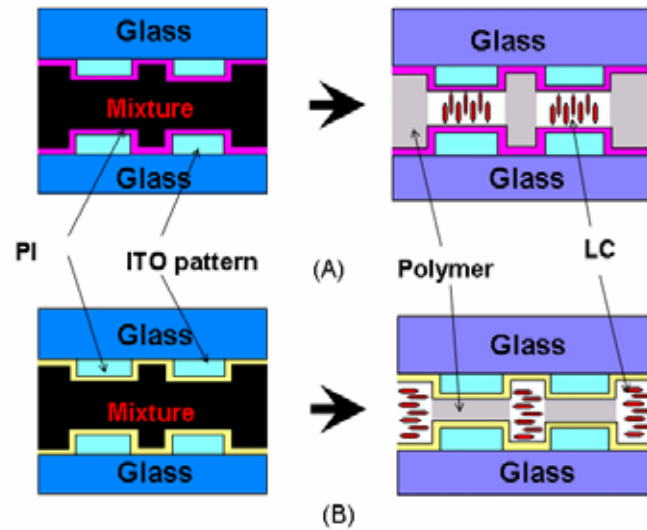 Glass
Glass
Mixture
Glass
Glass
PI
ITO pattern
Polymer
LC
(A)
Glass
Glass
Mixture
Glass
Glass
(B)